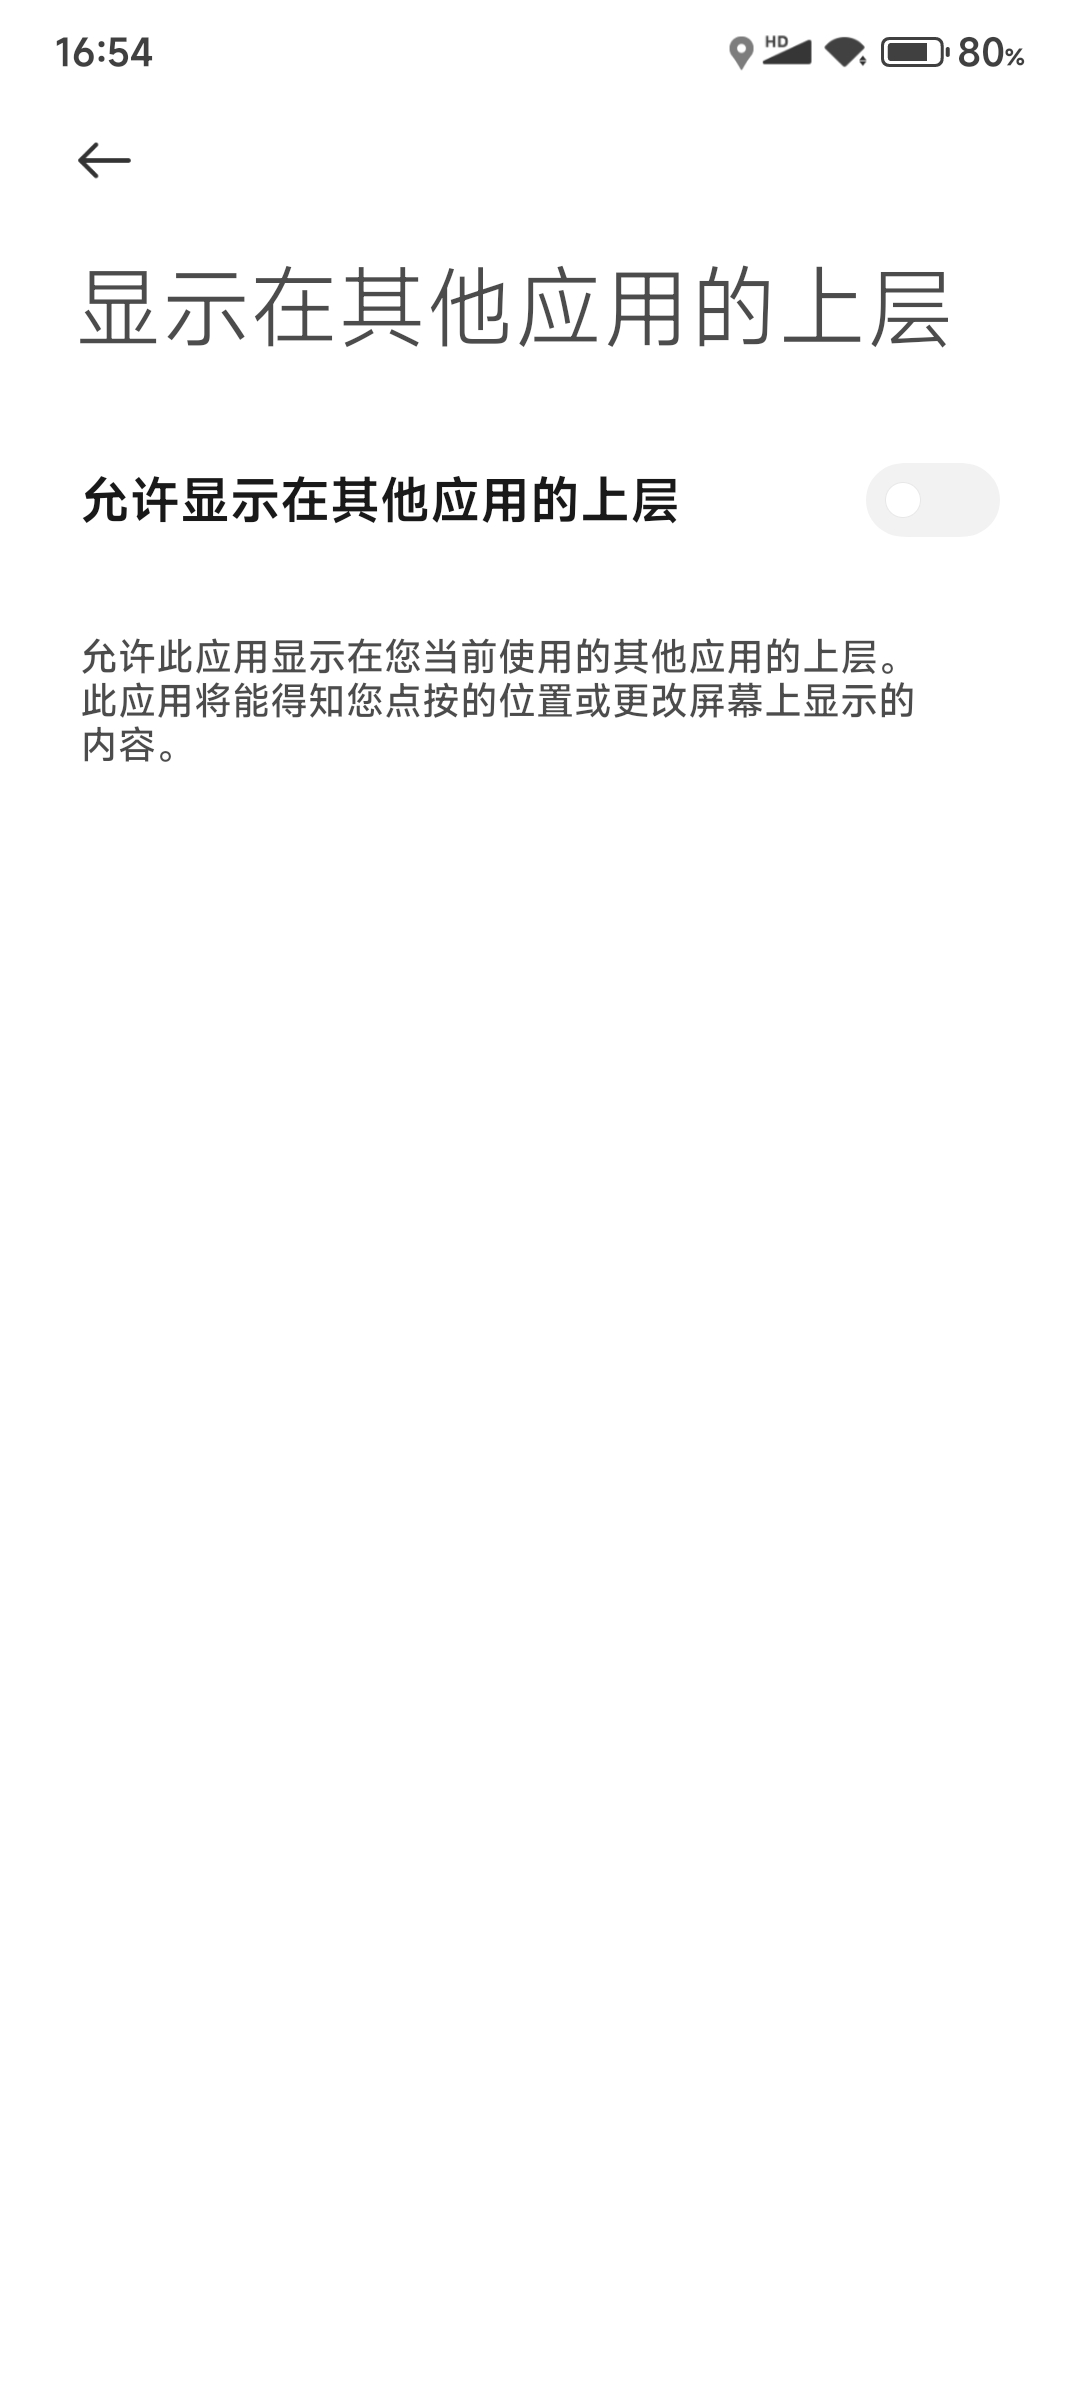 16:54
HD
80%
显示在其他应用的上层
允许显示在其他应用的上层
允许此应用显示在您当前使用的其他应用的上层。
此应用将能得知您点按的位置或更改屏幕上显示的
内容。